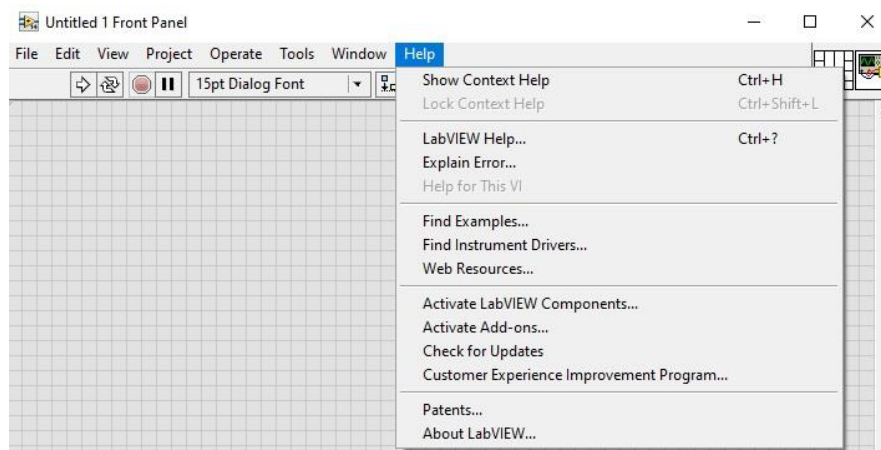 Untitled 1 Front Panel
File Edit View Project Operate Tools Window Help
15pt Dialog Font
Show Context Help Ctrl+H
Lock Context Help Ctrl+Shift+L
LabVIEW Help... Ctrl+?
Explain Error...
Help for This VI
Find Examples...
Find Instrument Drivers...
Web Resources...
Activate LabVIEW Components...
Activate Add-ons...
Check for Updates
Customer Experience Improvement Program...
Patents...
About LabVIEW...